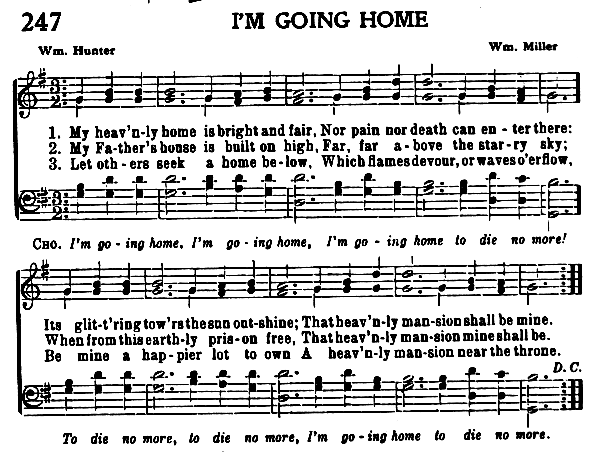 247 I'M GOING HOME
Wm. Hunter Wm. Miller
1. My heav'n-ly home is bright and fair, Nor pain nor death can en - ter there:
2. My Fa-ther's house is built on high, Far, far a-bove the star-ry sky;
3. Let oth-ers seek a home be-low, Which flames devour, or waves o'erflow,
CHO. I'm go - ing home, I'm go - ing home, I'm go - ing home to die no more!
Its glit-t'ring tow'rs the sun out-shine; That heav'n-ly man-sion shall be mine.
When from this earth-ly pris-on free, That heav'n-ly man-sion mine shall be.
Be mine a hap-pier lot to own A heav'n-ly man-sion near the throne.
D. C.
To die no more, to die no more, I'm go-ing home to die no more.